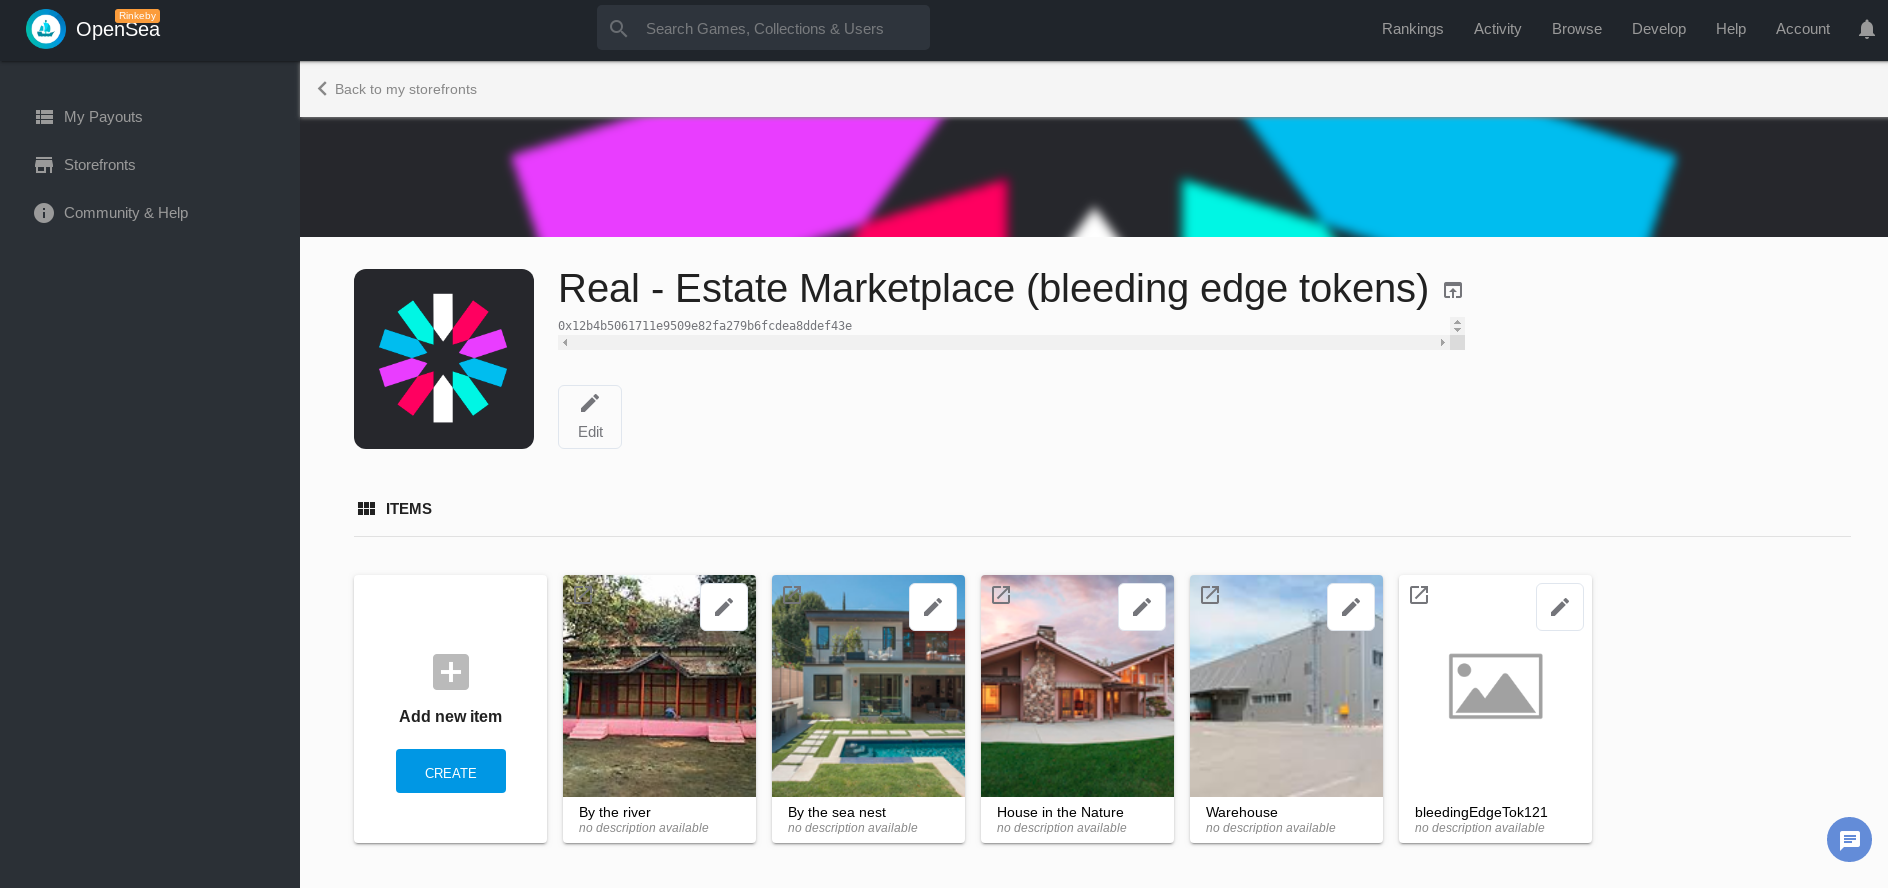 Rinkeby
OpenSea
Search Games, Collections & Users
Rankings
Activity
Browse
Develop
Help
Account
Back to my storefronts
My Payouts
Storefronts
Community & Help
Real - Estate Marketplace (bleeding edge tokens)
0x12b4b5061711e9509e82fa279b6fcdea8ddef43e
Edit
ITEMS
Add new item
CREATE
By the river
no description available
By the sea nest
no description available
House in the Nature
no description available
Warehouse
no description available
bleedingEdgeTok121
no description available